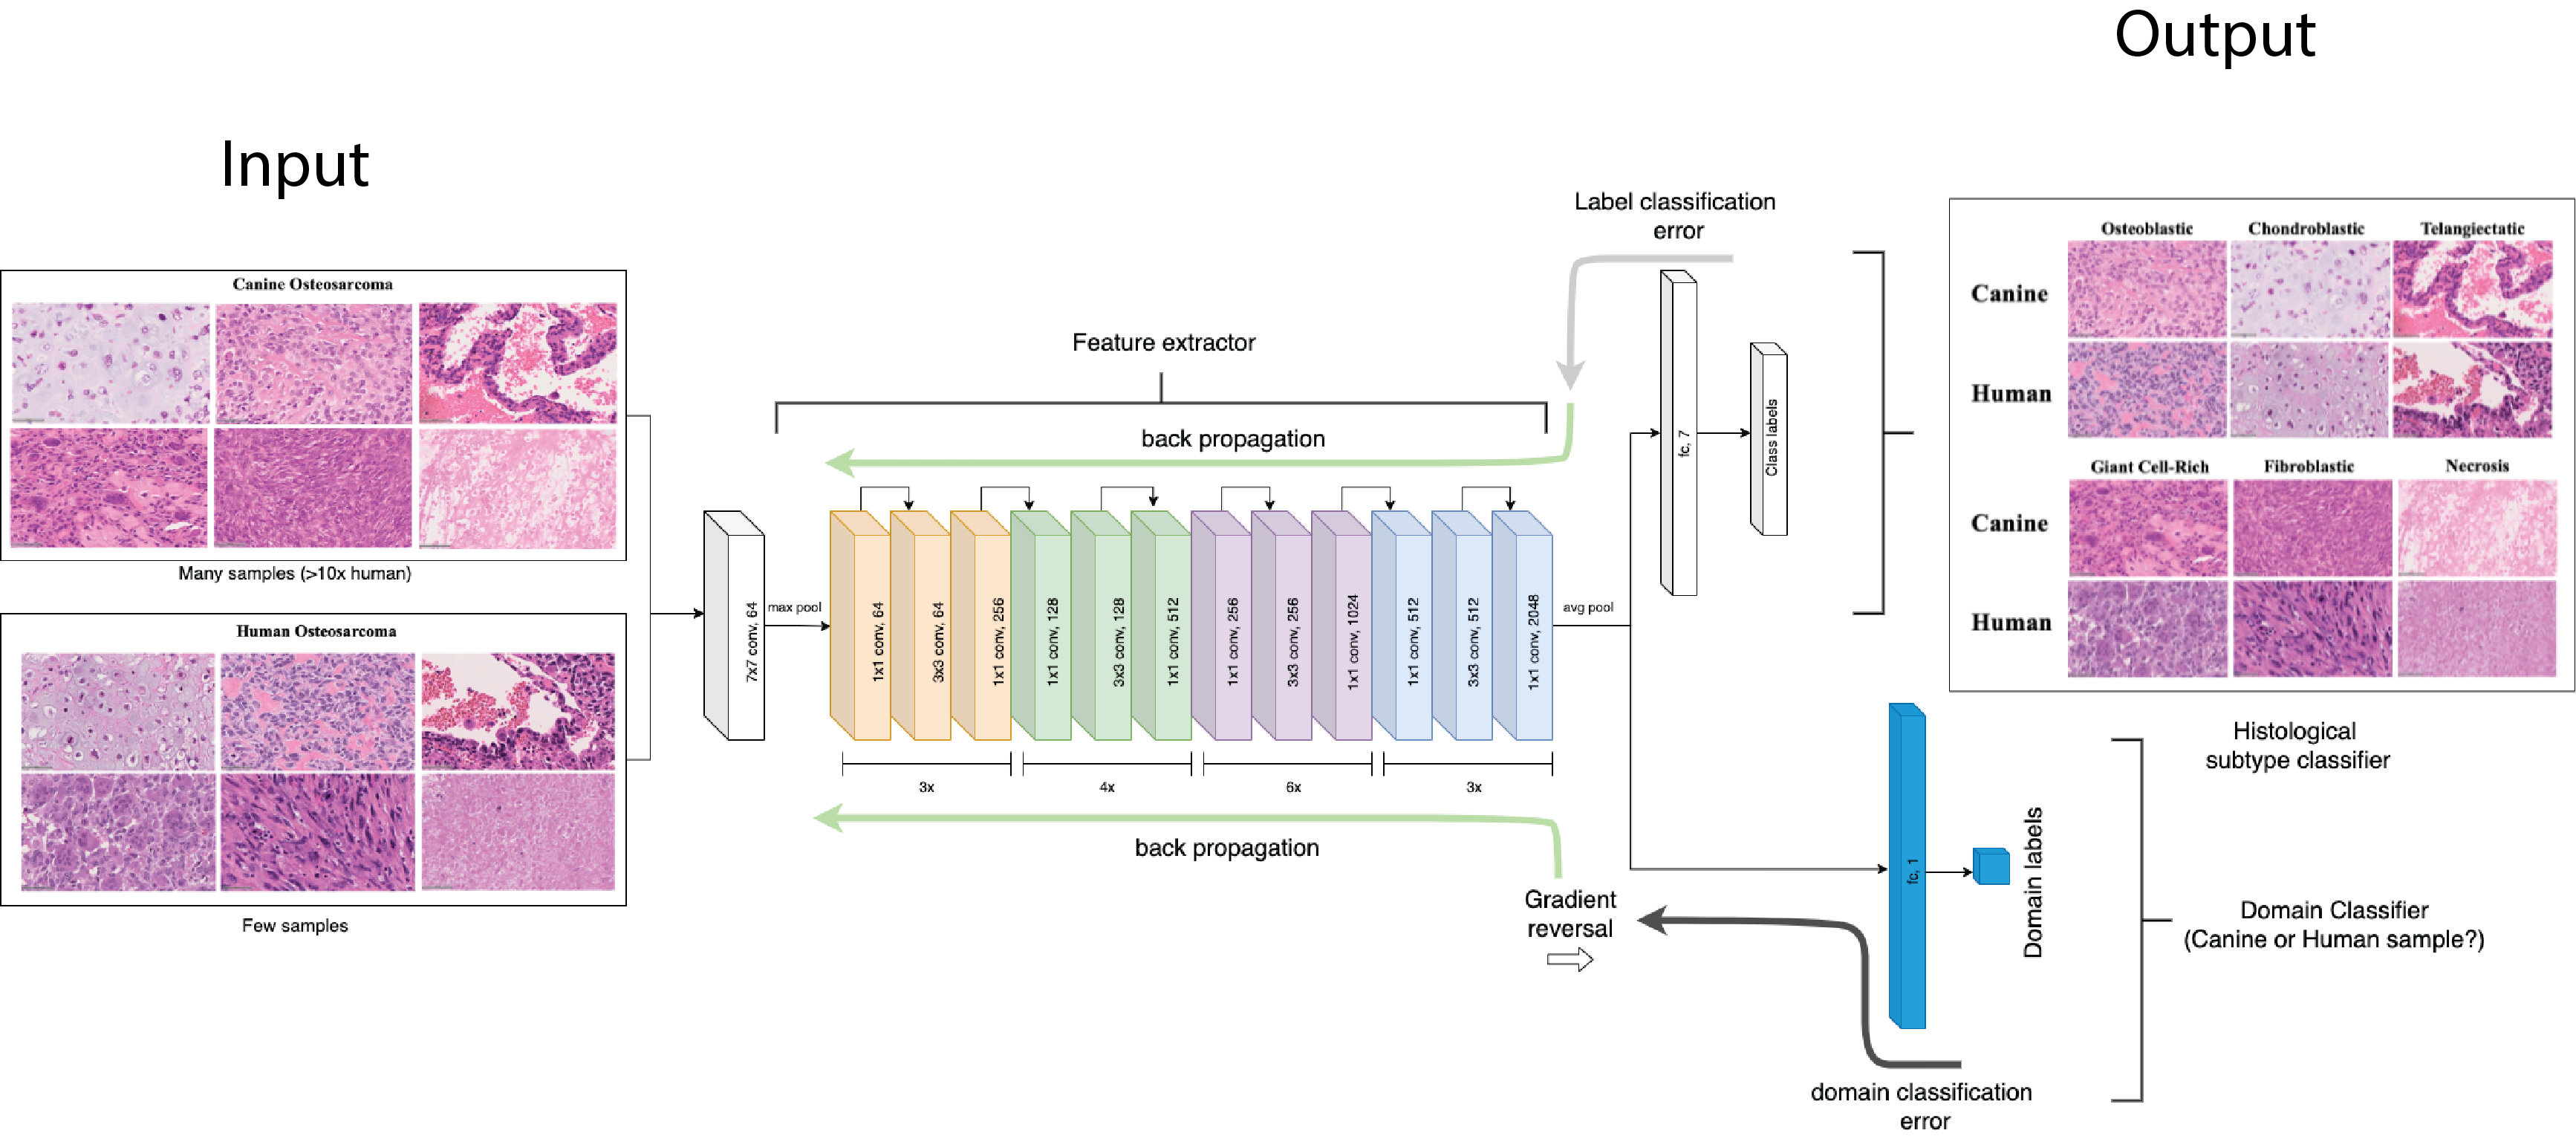 Input
Output
Canine Osteosarcoma
Many samples (>10x human)
Human Osteosarcoma
Few samples
Feature extractor
back propagation
Label classification
error
7x7 conv, 64
max pool
1x1 conv, 64
3x3 conv, 64
1x1 conv, 256
1x1 conv, 128
3x3 conv, 128
1x1 conv, 512
1x1 conv, 256
3x3 conv, 256
1x1 conv, 1024
1x1 conv, 512
3x3 conv, 512
1x1 conv, 2048
avg pool
3x
4x
6x
3x
back propagation
Gradient
reversal
fc, 7
Class labels
fc, 1
Domain labels
domain classification
error
Osteoblastic
Chondroblastic
Telangiectatic
Canine
Human
Giant Cell-Rich
Fibroblastic
Necrosis
Canine
Human
Histological
subtype classifier
Domain Classifier
(Canine or Human sample?)